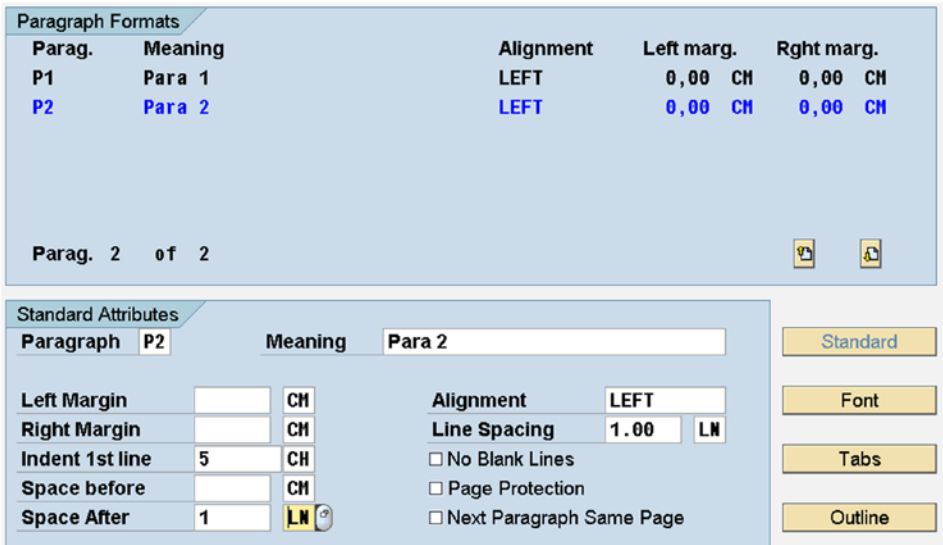 Paragraph Formats
Parag. Meaning Alignment Left marg. Rght marg.
P1 Para 1 LEFT 0,00 CM 0,00 CM
P2 Para 2 LEFT 0,00 CM 0,00 CM
Parag. 2 of 2
Standard Attributes
Paragraph P2 Meaning Para 2 Standard
Left Margin CM Alignment LEFT Font
Right Margin CM Line Spacing 1.00 LN
Indent 1st line 5 CH No Blank Lines Tabs
Space before CM Page Protection
Space After 1 LN Next Paragraph Same Page Outline